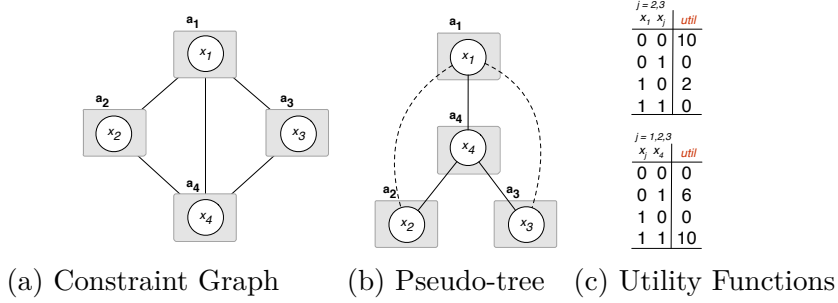 a1
x1
a2
x2
a3
x3
a4
x4
(a) Constraint Graph
a1
x1
a4
x4
a2
x2
a3
x3
(b) Pseudo-tree
j = 2,3
x1 xj util
0 0 10
0 1 0
1 0 2
1 1 0
j = 1,2,3
xj x4 util
0 0 0
0 1 6
1 0 0
1 1 10
(c) Utility Functions